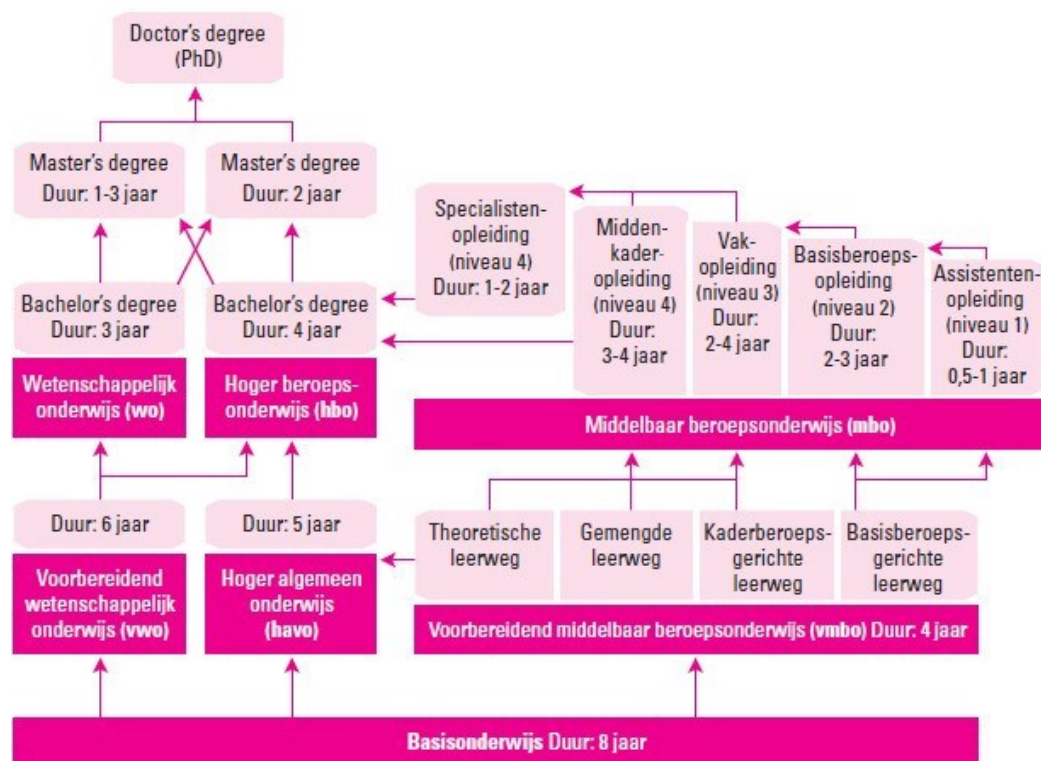 Doctor's degree
(PhD)
Master's degree
Duur: 1-3 jaar
Master's degree
Duur: 2 jaar
Specialisten-
opleiding
(niveau 4)
Duur: 1-2 jaar
Midden-
kader-
opleiding
(niveau 4)
Duur:
3-4 jaar
Vak-
opleiding
(niveau 3)
Duur:
2-4 jaar
Basisberoeps-
opleiding
(niveau 2)
Duur:
2-3 jaar
Assistenten-
opleiding
(niveau 1)
Duur:
0,5-1 jaar
Bachelor's degree
Duur: 3 jaar
Bachelor's degree
Duur: 4 jaar
Wetenschappelijk
onderwijs (wo)
Hoger beroeps-
onderwijs (hbo)
Middelbaar beroepsonderwijs (mbo)
Duur: 6 jaar
Duur: 5 jaar
Theoretische
leerweg
Gemengde
leerweg
Kaderberoeps-
gerichte
leerweg
Basisberoeps-
gerichte
leerweg
Voorbereidend
wetenschappelijk
onderwijs (vwo)
Hoger algemeen
onderwijs
(havo)
Voorbereidend middelbaar beroepsonderwijs (vmbo) Duur: 4 jaar
Basisonderwijs Duur: 8 jaar